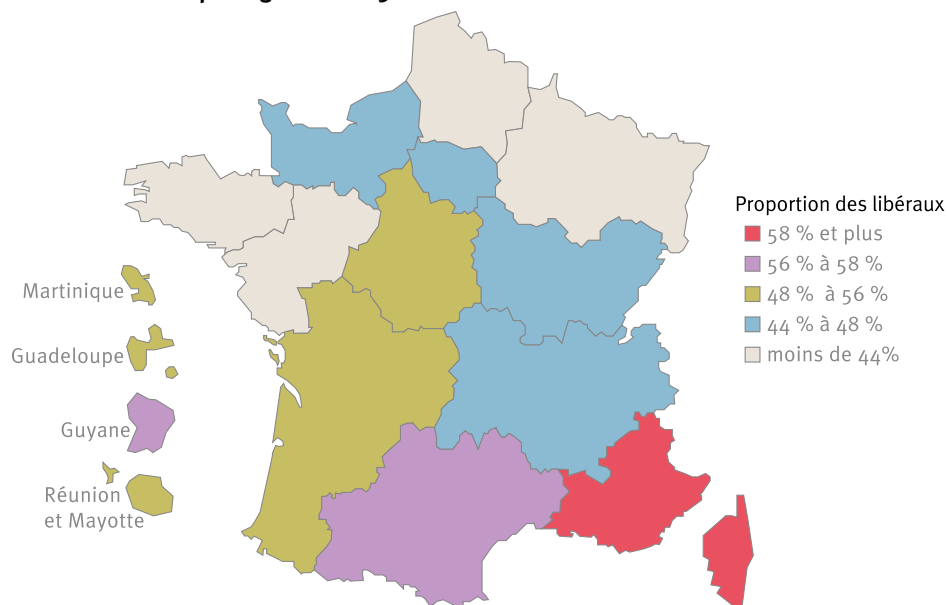 Proportion des libéraux
58 % et plus
56 % à 58 %
48 % à 56 %
44 % à 48 %
moins de 44%
Martinique
Guadeloupe
Guyane
Réunion
et Mayotte